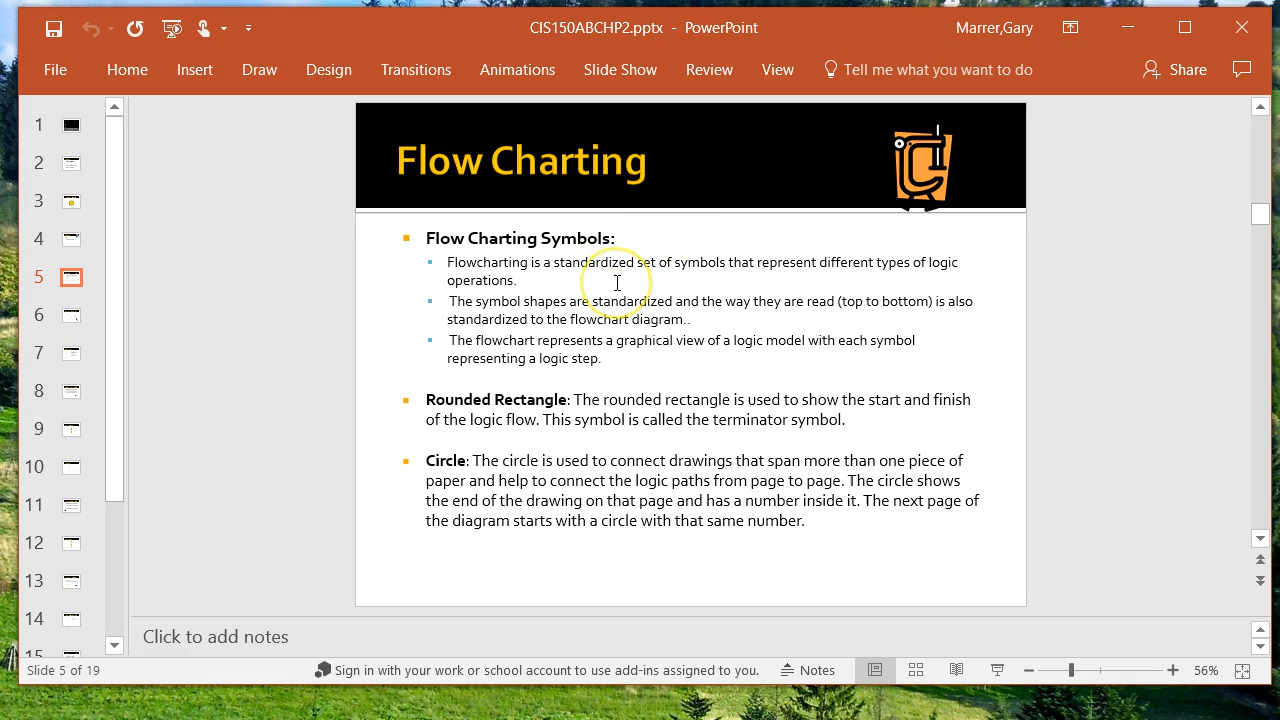 CIS150ABCHP2.pptx - PowerPoint
Marrer,Gary
File
Home
Insert
Draw
Design
Transitions
Animations
Slide Show
Review
View
Tell me what you want to do
Share
1
2
3
4
5
6
7
8
9
10
11
12
13
14
15
Flow Charting
Flow Charting Symbols:
Flowcharting is a standardized set of symbols that represent different types of logic
operations.
The symbol shapes are standardized and the way they are read (top to bottom) is also
standardized to the flowchart diagram..
The flowchart represents a graphical view of a logic model with each symbol
representing a logic step.
Rounded Rectangle: The rounded rectangle is used to show the start and finish
of the logic flow. This symbol is called the terminator symbol.
Circle: The circle is used to connect drawings that span more than one piece of
paper and help to connect the logic paths from page to page. The circle shows
the end of the drawing on that page and has a number inside it. The next page of
the diagram starts with a circle with that same number.
Click to add notes
Slide 5 of 19
Sign in with your work or school account to use add-ins assigned to you.
Notes
56%